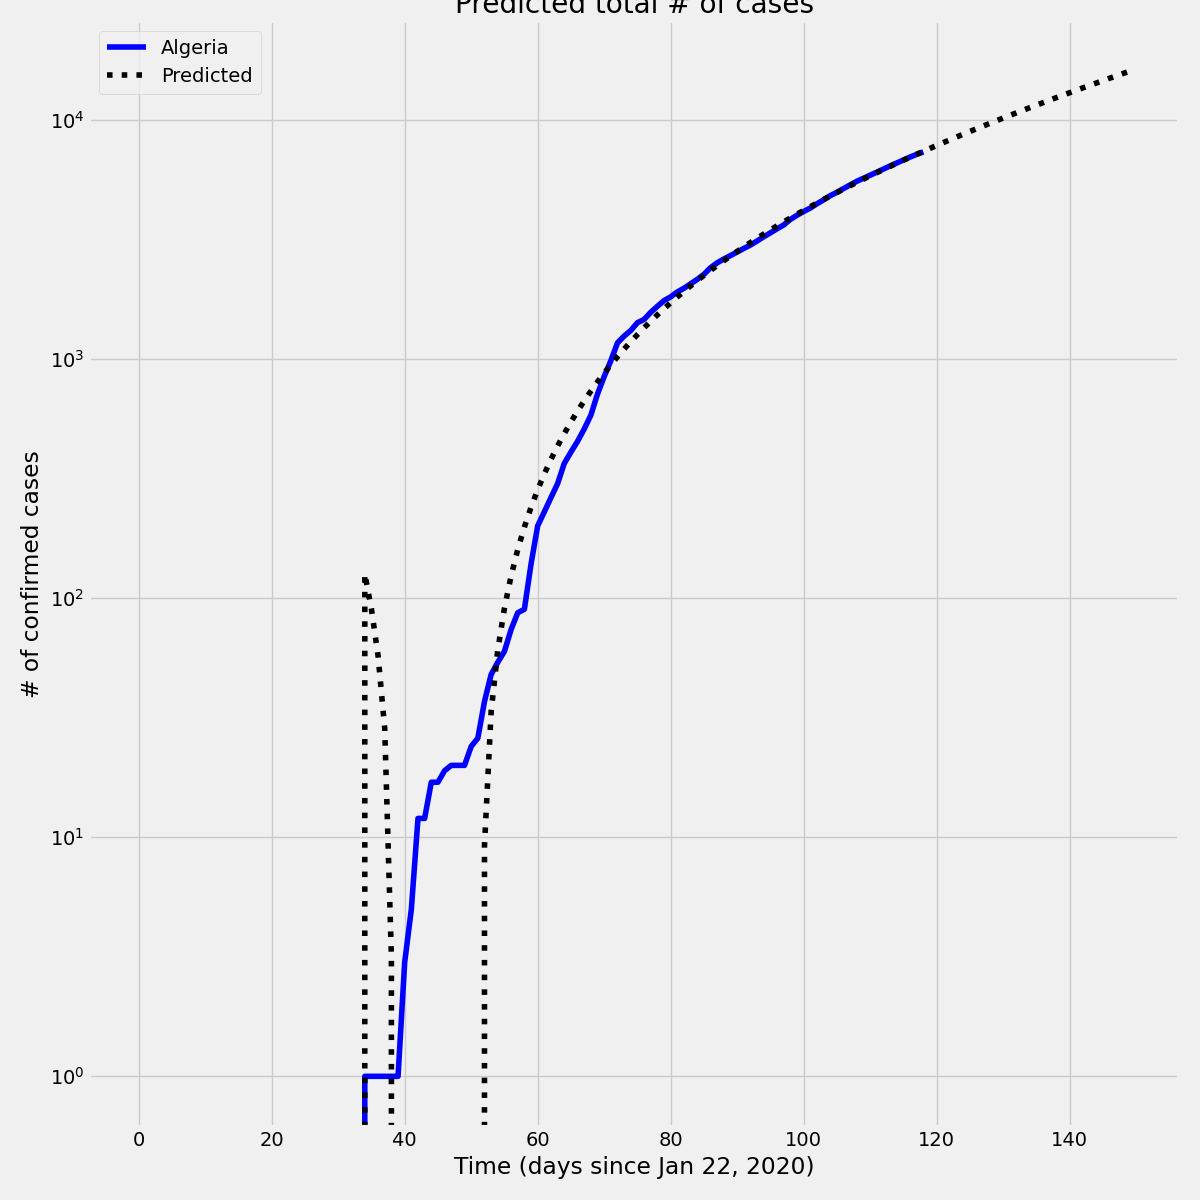 Predicted total # of cases
Algeria
Predicted
10⁴
10³
10²
10¹
10⁰
# of confirmed cases
0 20 40 60 80 100 120 140
Time (days since Jan 22, 2020)